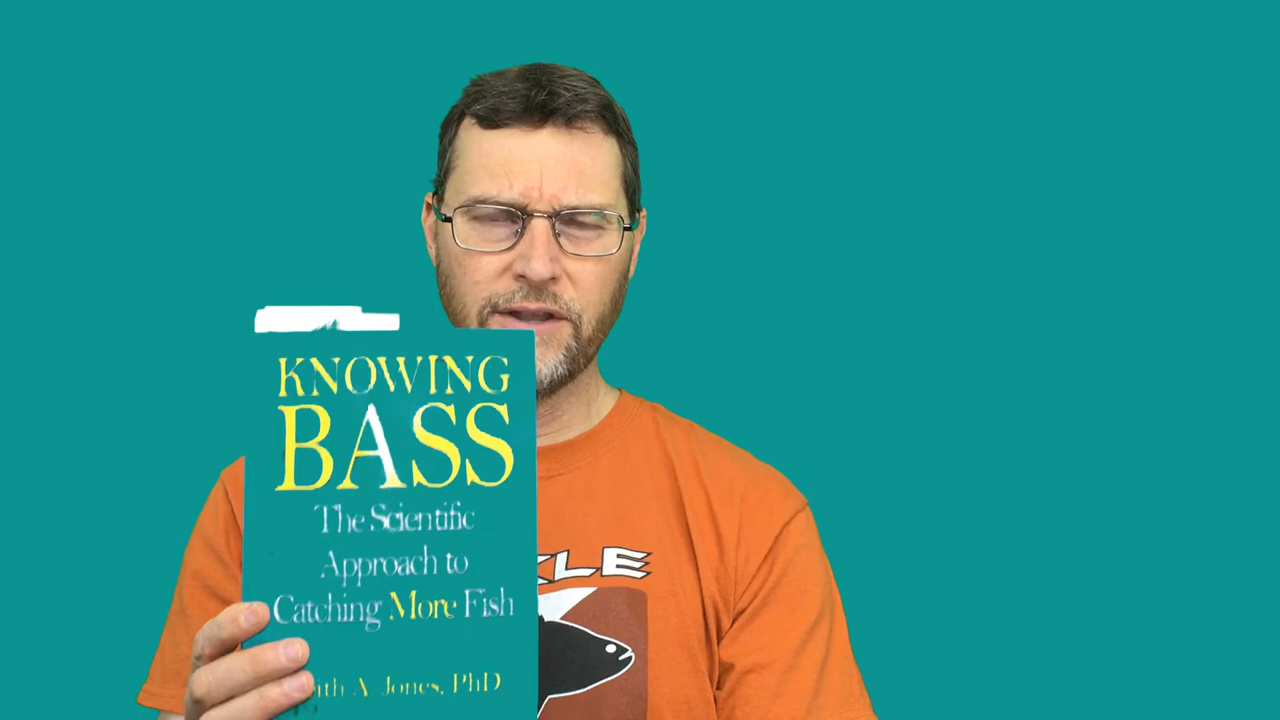 KNOWING
BASS
The Scientific
Approach to
Catching More Fish
A Jones, PhD